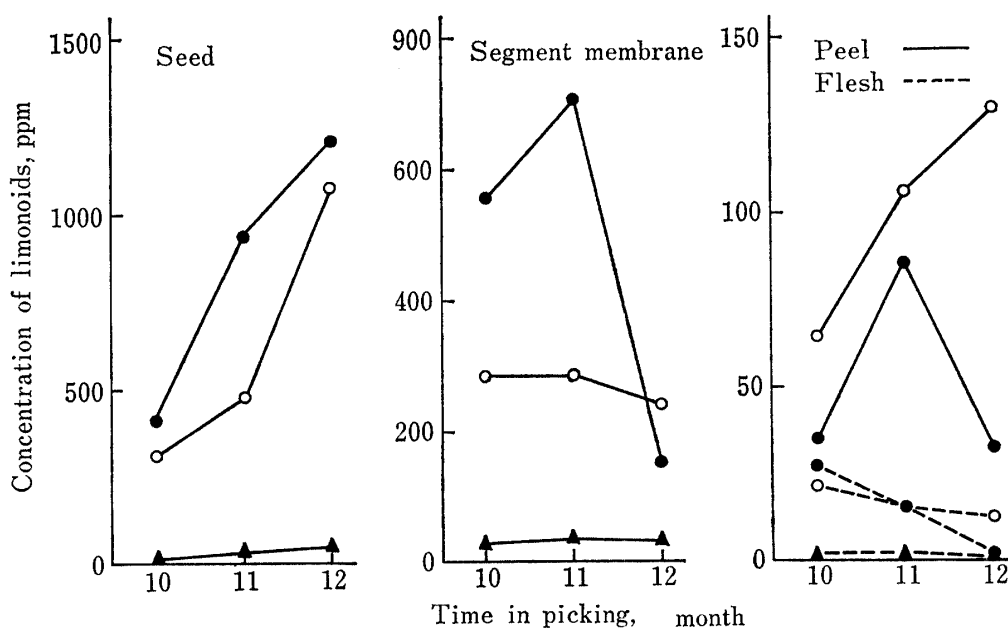 Concentration of limonoids, ppm
Seed
1500
1000
500
0
10 11 12
Segment membrane
900
600
400
200
0
10 11 12
Peel
Flesh
150
100
50
0
10 11 12
Time in picking, month